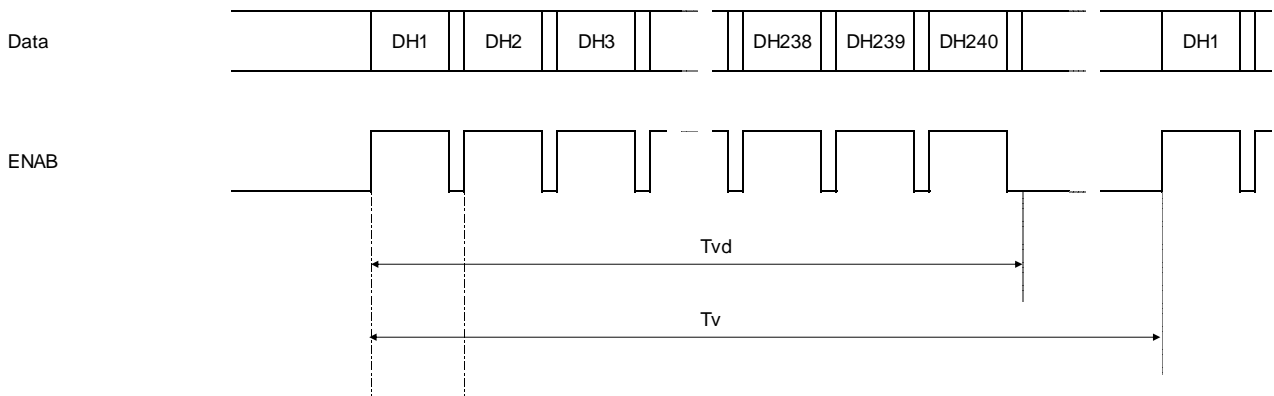 Data
DH1 DH2 DH3 DH238 DH239 DH240 DH1
ENAB
Tvd
Tv